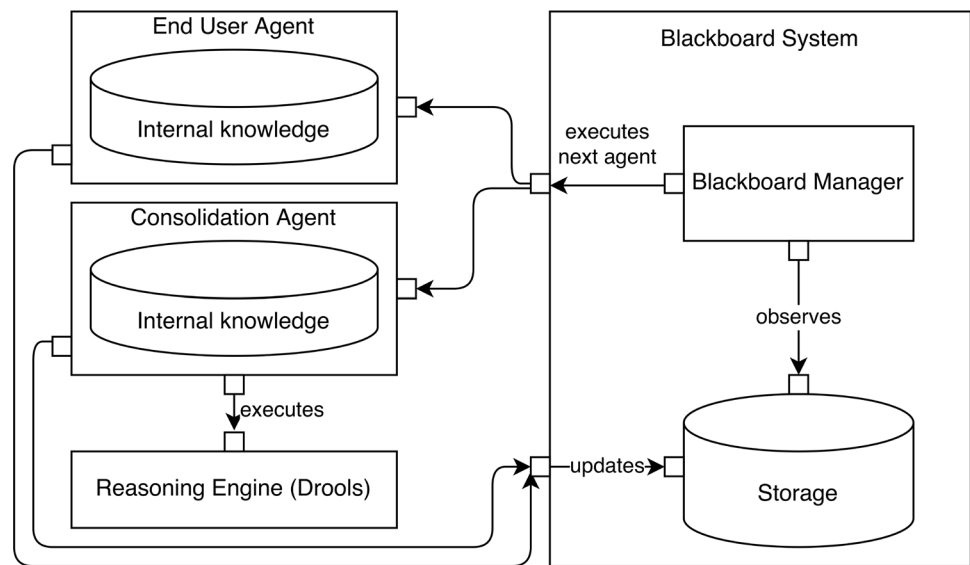 End User Agent
Internal knowledge
Consolidation Agent
Internal knowledge
executes
Reasoning Engine (Drools)
Blackboard System
executes
next agent
Blackboard Manager
observes
updates
Storage